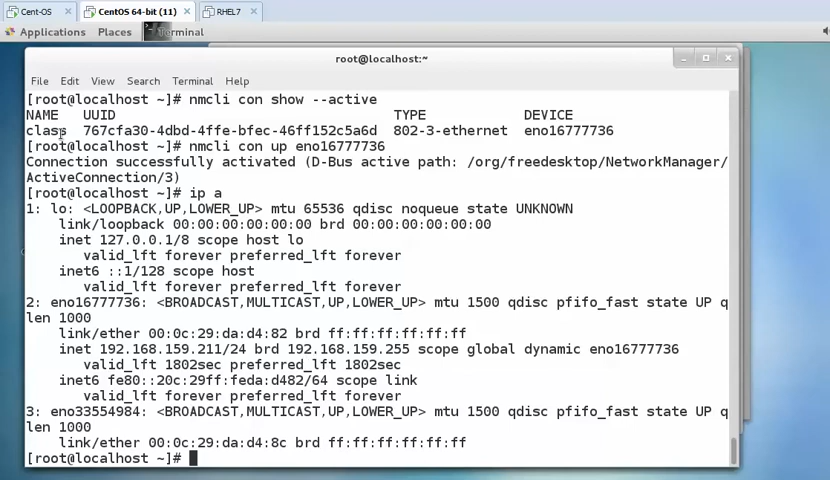 Cent-OS × CentOS 64-bit (11) × RHEL7 ×
Applications Places Terminal
root@localhost:~
File Edit View Search Terminal Help
[root@localhost ~]# nmcli con show --active
NAME UUID TYPE DEVICE
class 767cfa30-4dbd-4ffe-bfec-46ff152c5a6d 802-3-ethernet eno16777736
[root@localhost ~]# nmcli con up eno16777736
Connection successfully activated (D-Bus active path: /org/freedesktop/NetworkManager/
ActiveConnection/3)
[root@localhost ~]# ip a
1: lo: <LOOPBACK,UP,LOWER_UP> mtu 65536 qdisc noqueue state UNKNOWN
link/loopback 00:00:00:00:00:00 brd 00:00:00:00:00:00
inet 127.0.0.1/8 scope host lo
valid_lft forever preferred_lft forever
inet6 ::1/128 scope host
valid_lft forever preferred_lft forever
2: eno16777736: <BROADCAST,MULTICAST,UP,LOWER_UP> mtu 1500 qdisc pfifo_fast state UP q
len 1000
link/ether 00:0c:29:da:d4:82 brd ff:ff:ff:ff:ff:ff
inet 192.168.159.211/24 brd 192.168.159.255 scope global dynamic eno16777736
valid_lft 1802sec preferred_lft 1802sec
inet6 fe80::20c:29ff:feda:d482/64 scope link
valid_lft forever preferred_lft forever
3: eno33554984: <BROADCAST,MULTICAST,UP,LOWER_UP> mtu 1500 qdisc pfifo_fast state UP q
len 1000
link/ether 00:0c:29:da:d4:8c brd ff:ff:ff:ff:ff:ff
[root@localhost ~]#